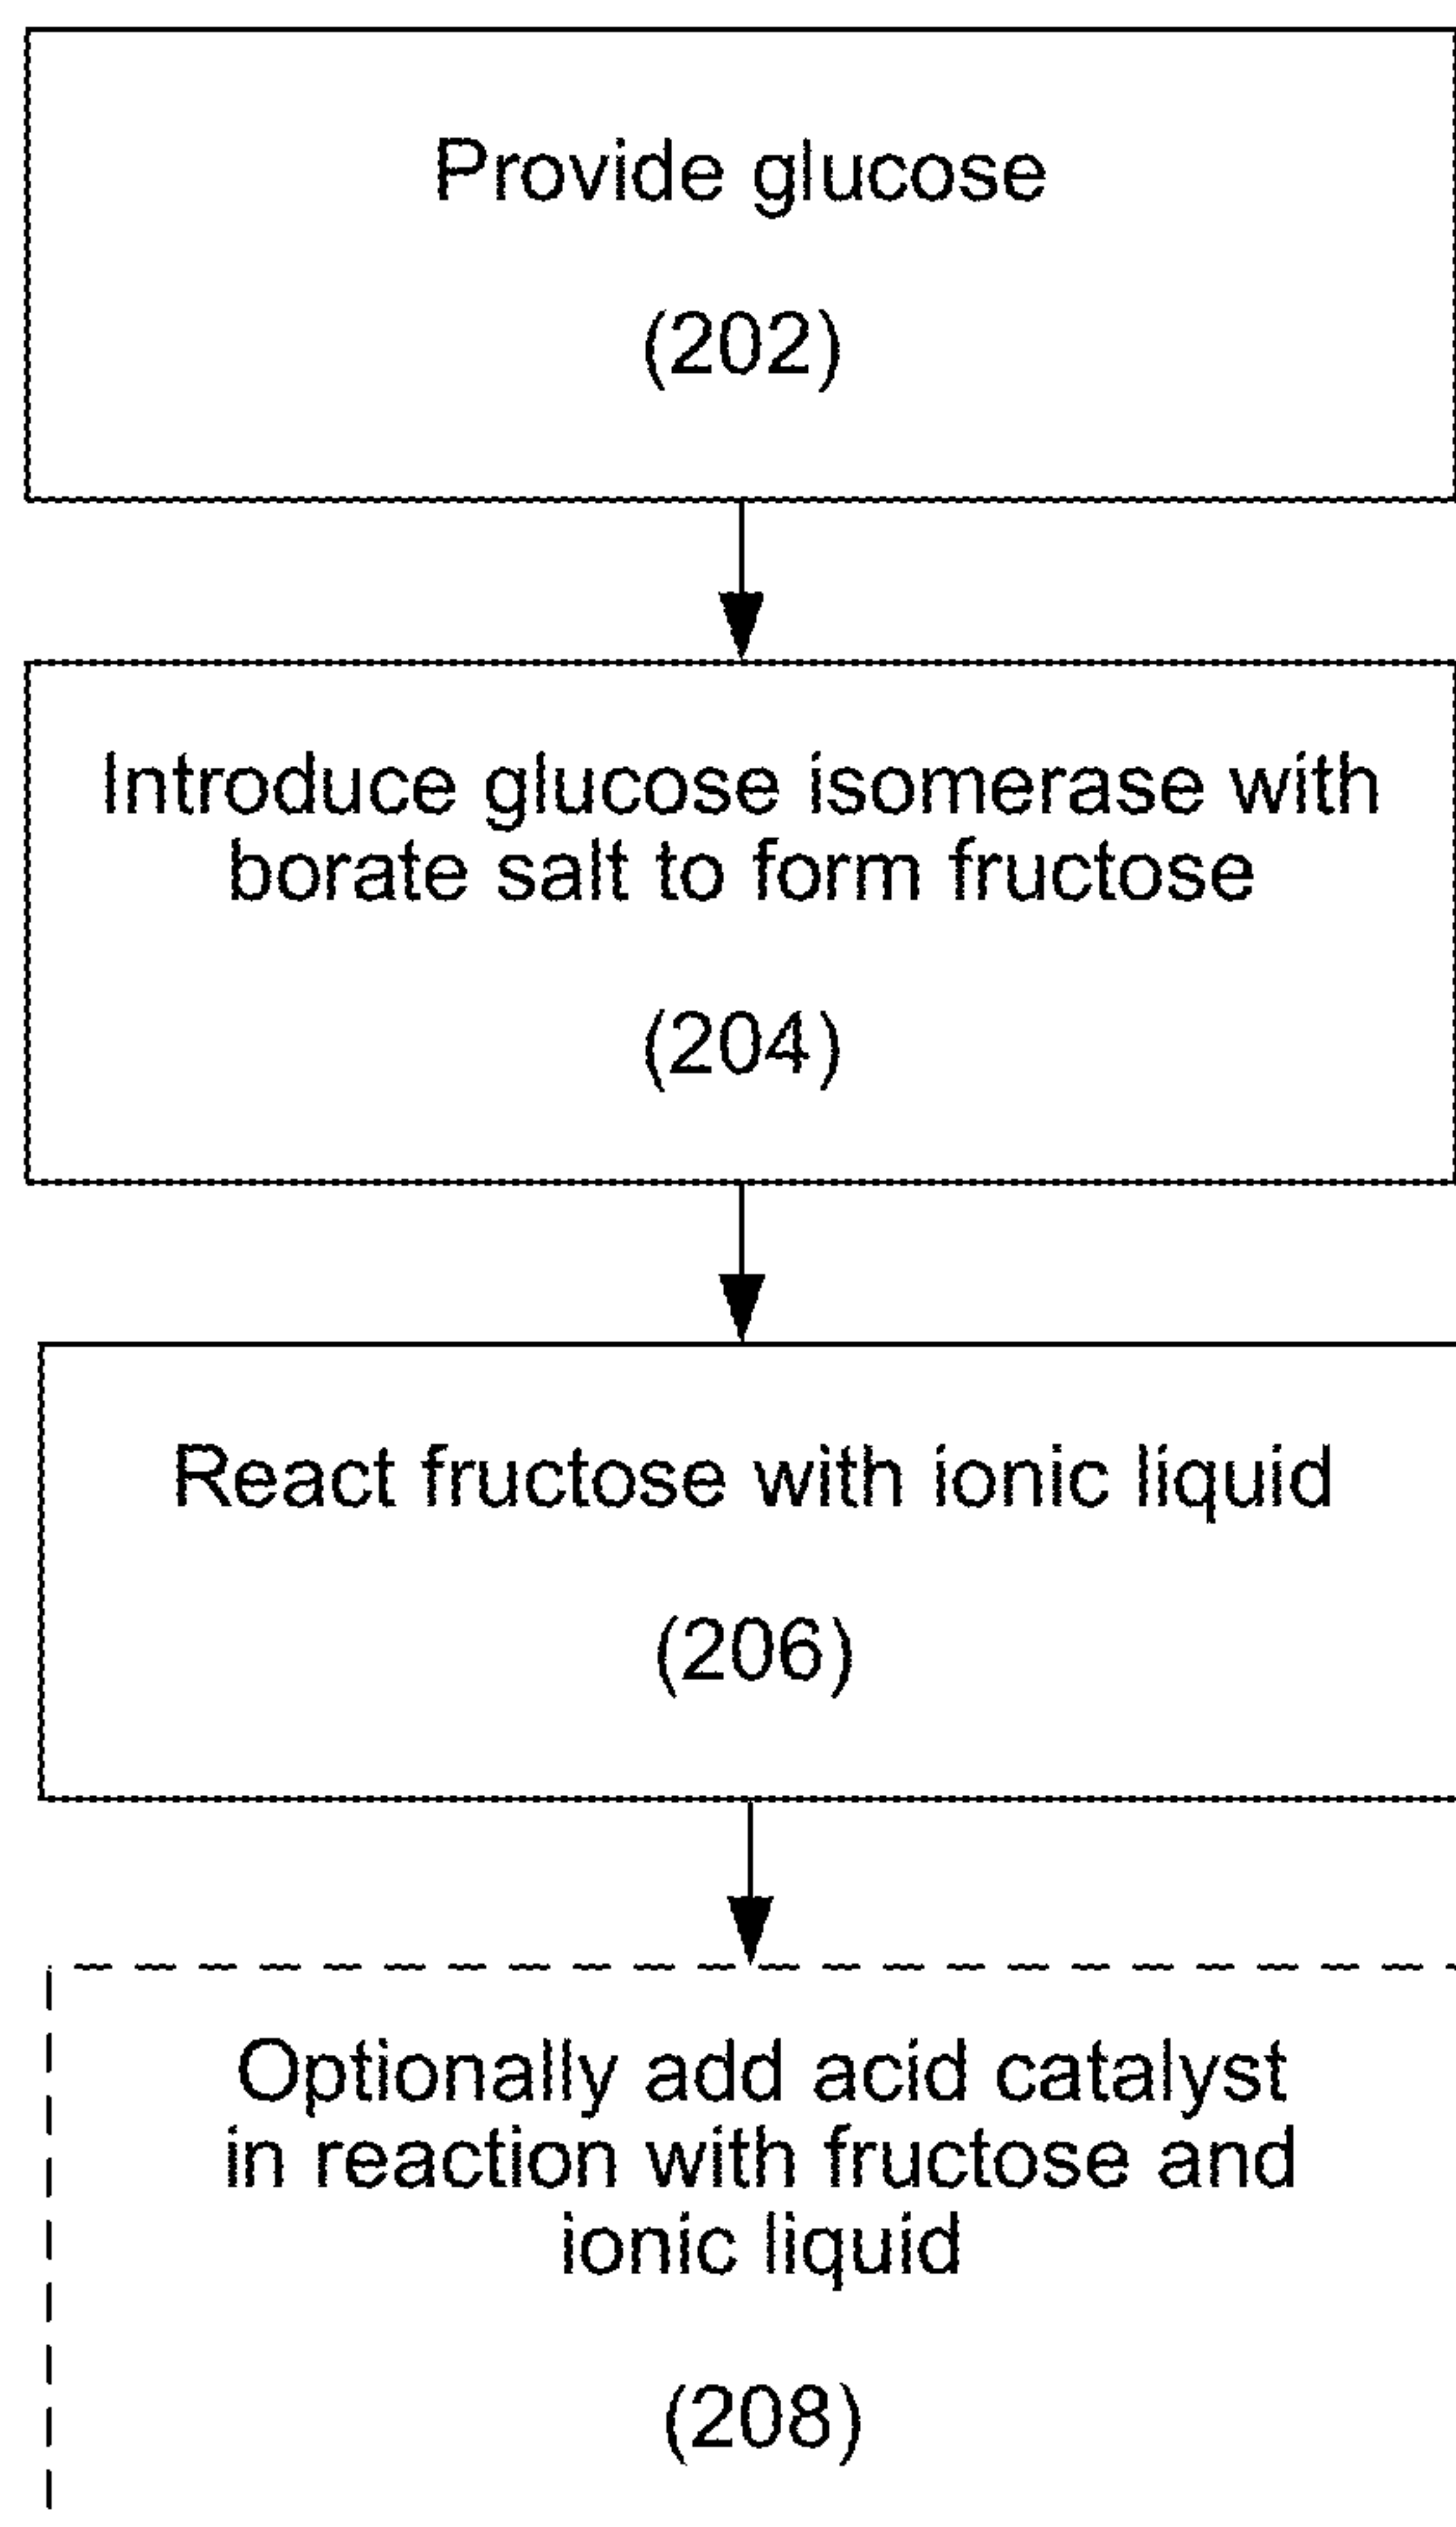 Provide glucose
(202)
Introduce glucose isomerase with
borate salt to form fructose
(204)
React fructose with ionic liquid
(206)
Optionally add acid catalyst
in reaction with fructose and
ionic liquid
(208)